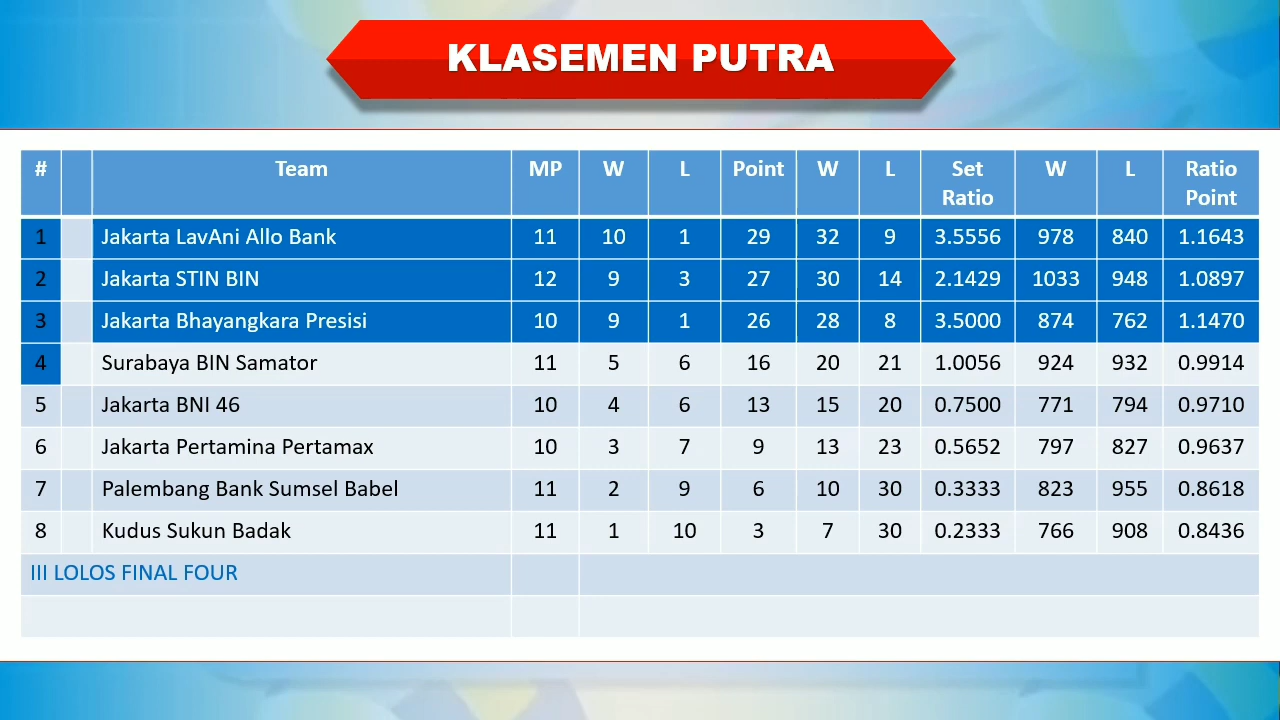 KLASEMEN PUTRA
# Team MP W L Point W L Set Ratio W L Ratio Point
1 Jakarta LavAni Allo Bank 11 10 1 29 32 9 3.5556 978 840 1.1643
2 Jakarta STIN BIN 12 9 3 27 30 14 2.1429 1033 948 1.0897
3 Jakarta Bhayangkara Presisi 10 9 1 26 28 8 3.5000 874 762 1.1470
4 Surabaya BIN Samator 11 5 6 16 20 21 1.0056 924 932 0.9914
5 Jakarta BNI 46 10 4 6 13 15 20 0.7500 771 794 0.9710
6 Jakarta Pertamina Pertamax 10 3 7 9 13 23 0.5652 797 827 0.9637
7 Palembang Bank Sumsel Babel 11 2 9 6 10 30 0.3333 823 955 0.8618
8 Kudus Sukun Badak 11 1 10 3 7 30 0.2333 766 908 0.8436
III LOLOS FINAL FOUR